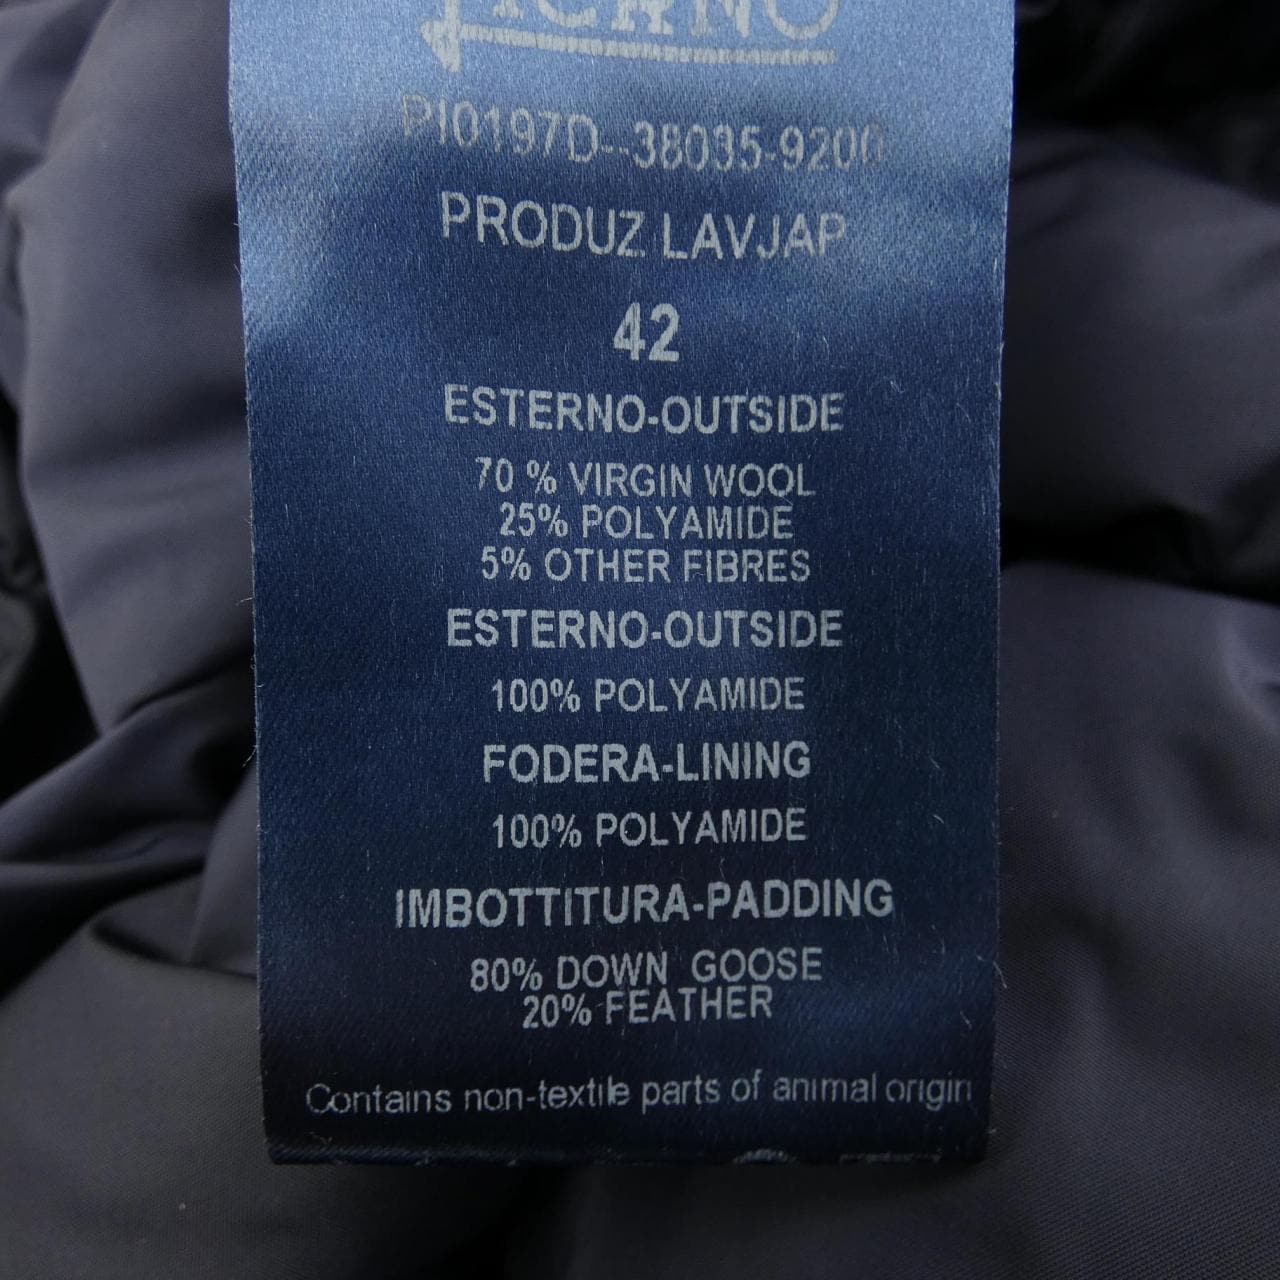 PI0197D--38035-9200
PRODUZ LAVJAP
42
ESTERNO-OUTSIDE
70 % VIRGIN WOOL
25% POLYAMIDE
5% OTHER FIBRES
ESTERNO-OUTSIDE
100% POLYAMIDE
FODERA-LINING
100% POLYAMIDE
IMBOTTITURA-PADDING
80% DOWN GOOSE
20% FEATHER
Contains non-textile parts of animal origin